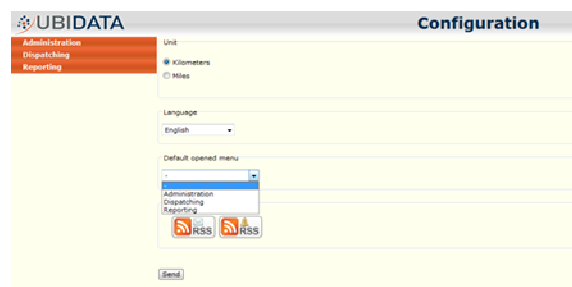 UBIDATA
Configuration
Administration
Dispatching
Reporting
Unit
Kilometers
Miles
Language
English
Default opened menu
-
-
Administration
Dispatching
Reporting
RSS
RSS
Send